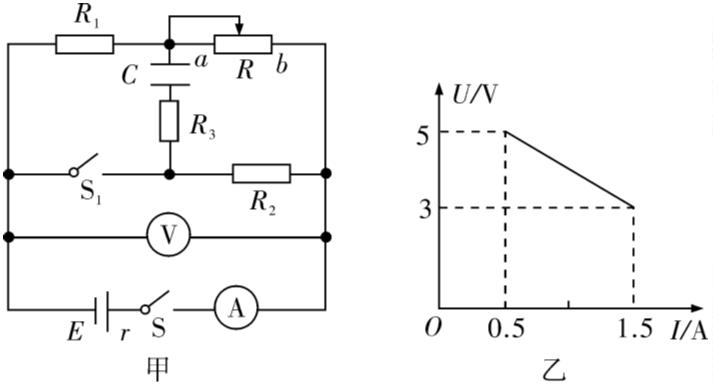 R₁
C
a
R
b
R₃
S₁
R₂
V
E
r
S
A
甲
U/V
5
3
O
0.5
1.5
I/A
乙